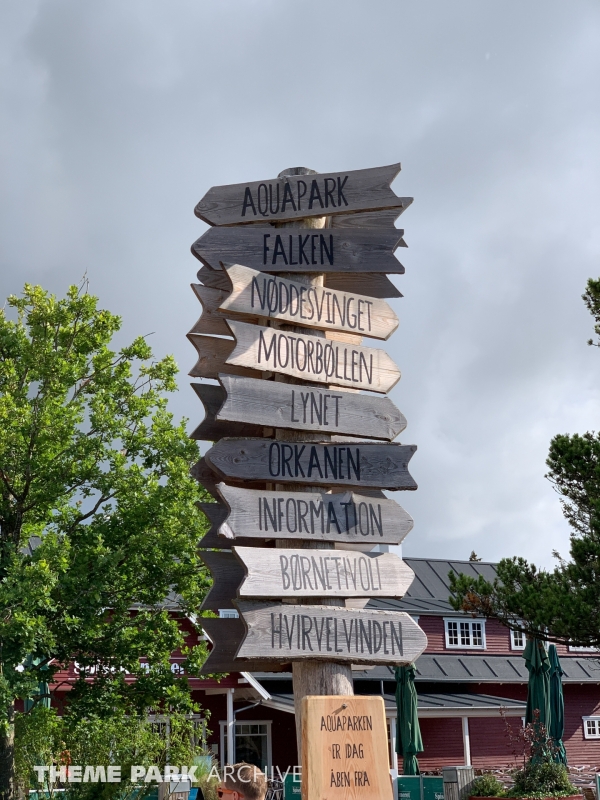 AQUAPARK
FALKEN
NØDDESVINGET
MOTORBØLLEN
LYNET
ORKANEN
INFORMATION
BØRNETIVOLI
HVIRVELVINDEN
AQUAPARKEN
ER IDAG
ÅBEN FRA
THEME PARK ARCHIVE